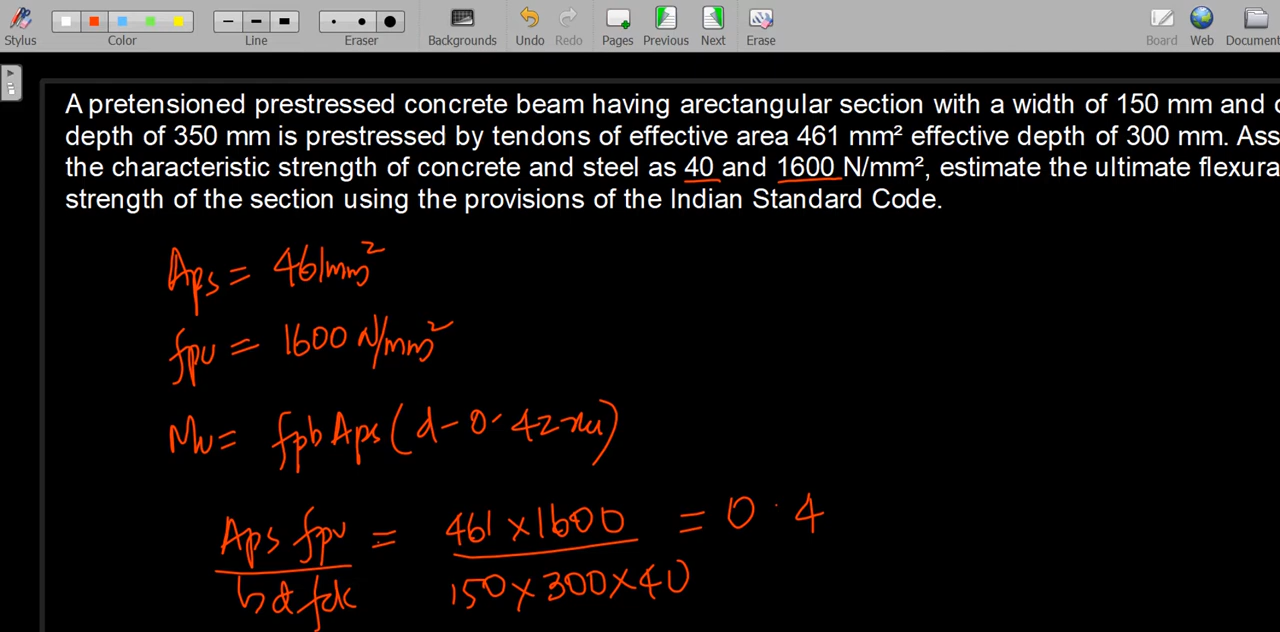 Stylus Color Line Eraser Backgrounds Undo Redo Pages Previous Next Erase Board Web Document
A pretensioned prestressed concrete beam having arectangular section with a width of 150 mm and
depth of 350 mm is prestressed by tendons of effective area 461 mm² effective depth of 300 mm. Ass
the characteristic strength of concrete and steel as 40 and 1600 N/mm², estimate the ultimate flexura
strength of the section using the provisions of the Indian Standard Code.
Aps = 461mm²
fpu = 1600 N/mm²
Mu = fpb Aps (d - 0.42 xu)
Aps fpu / bd fck = 461 × 1600 / 150 × 300 × 40 = 0.4